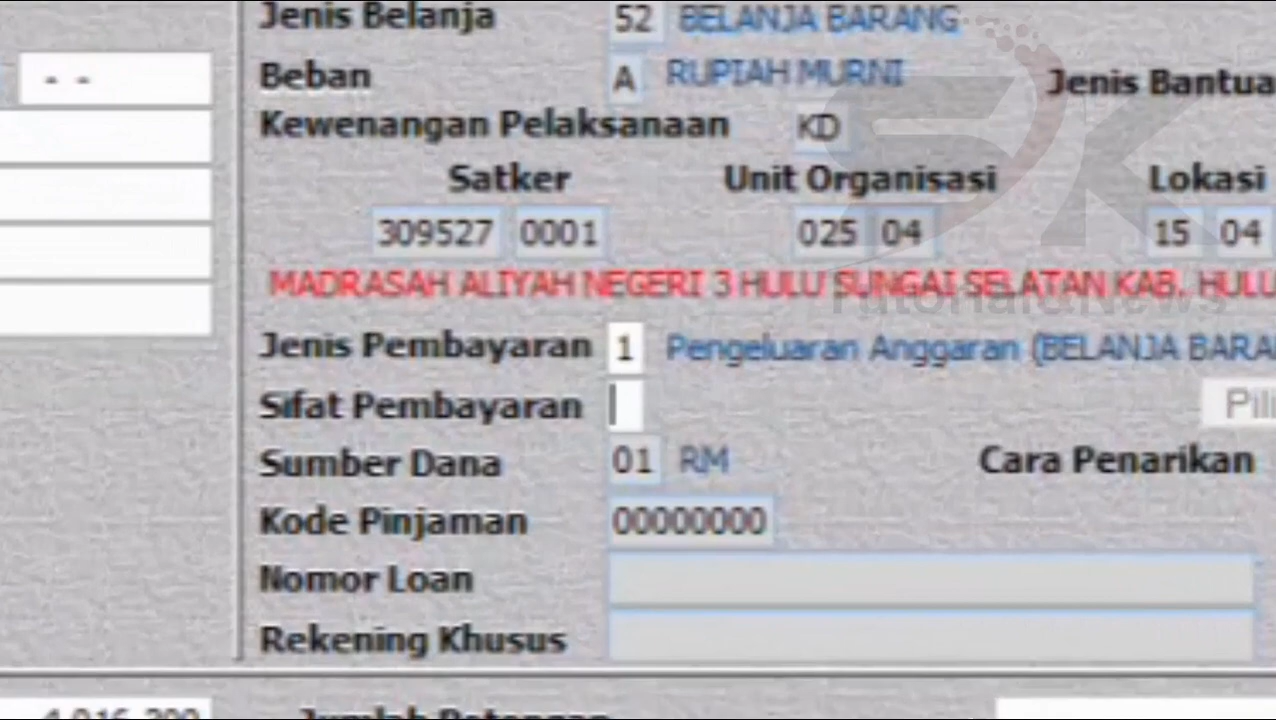 Jenis Belanja 52 BELANJA BARANG
- -
Beban A RUPIAH MURNI Jenis Bantua
Kewenangan Pelaksanaan KD
Satker Unit Organisasi Lokasi
309527 0001 025 04 15 04
MADRASAH ALIYAH NEGERI 3 HULU SUNGAI SELATAN KAB. HULU
Jenis Pembayaran 1 Pengeluaran Anggaran (BELANJA BARA
Sifat Pembayaran Pili
Sumber Dana 01 RM Cara Penarikan
Kode Pinjaman 00000000
Nomor Loan
Rekening Khusus
Jumlah Potongan